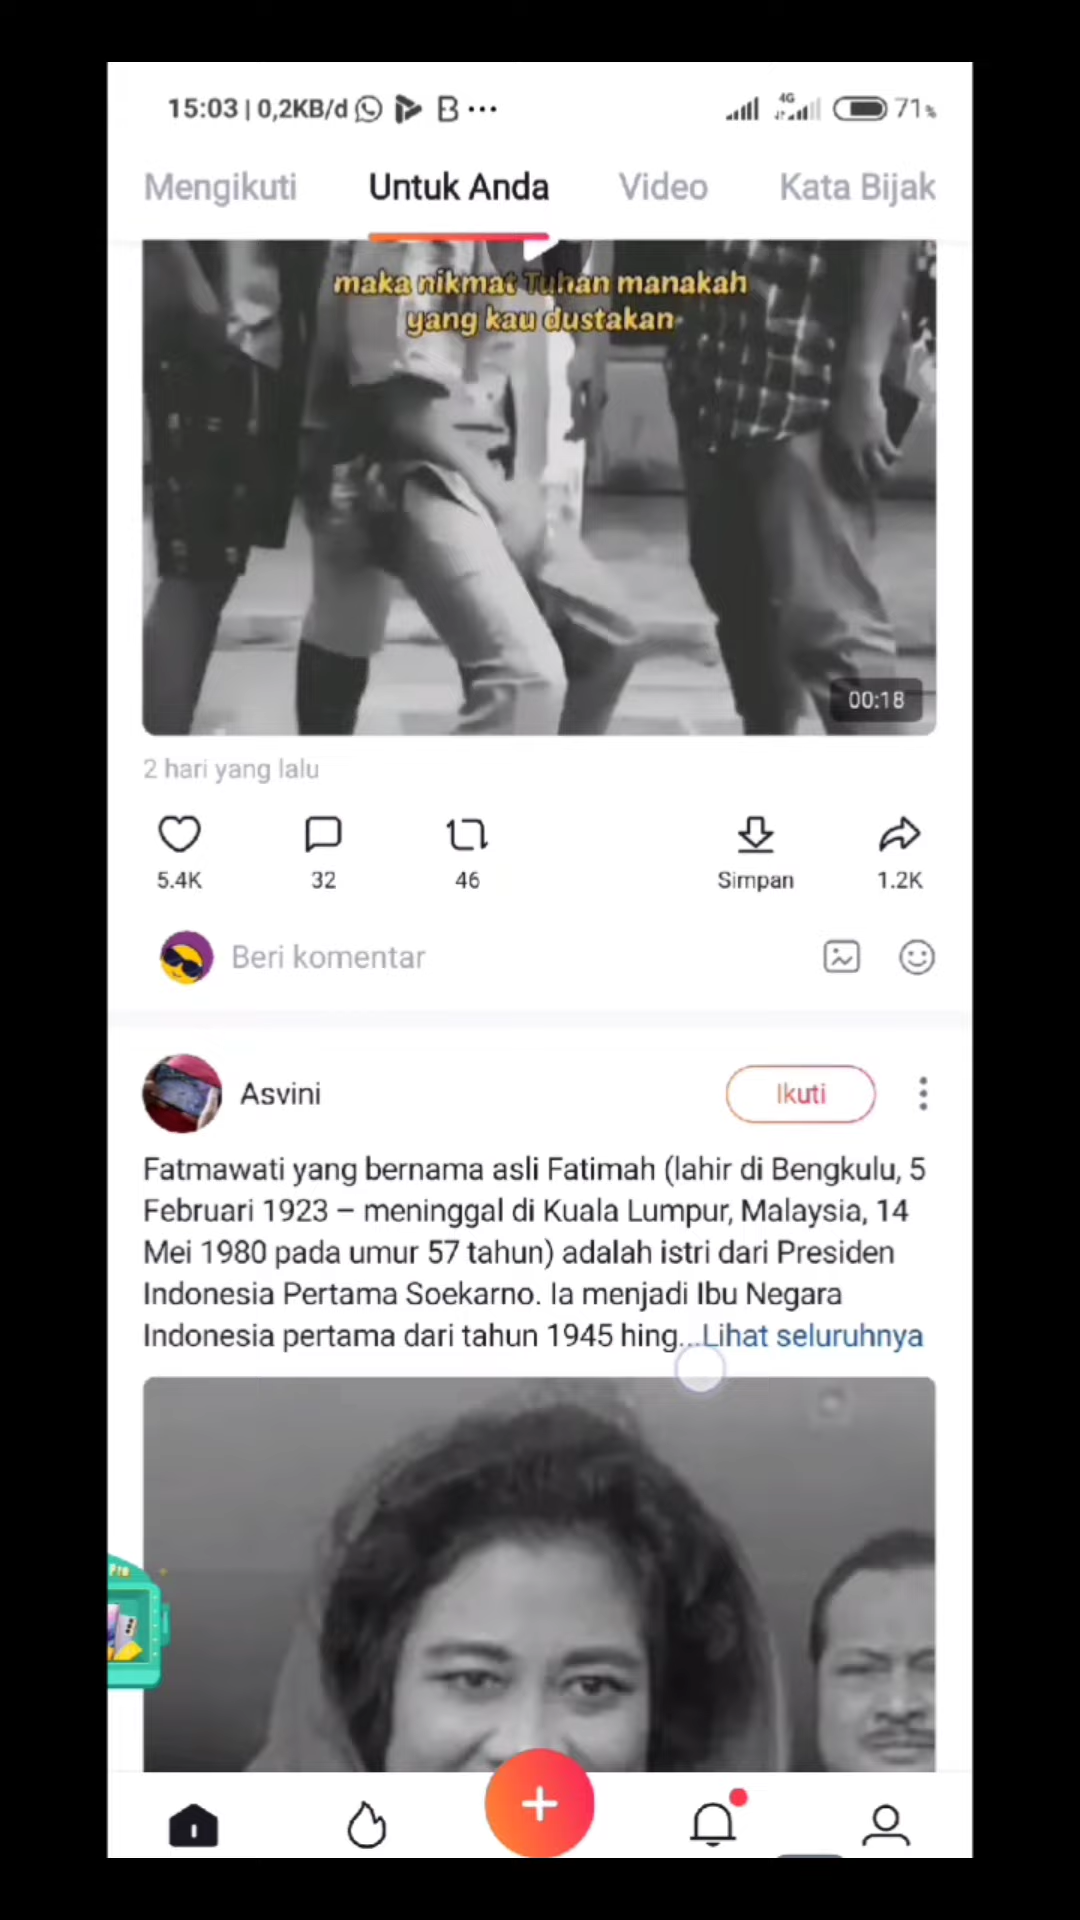 15:03 | 0,2KB/d
4G
71%
Mengikuti
Untuk Anda
Video
Kata Bijak
maka nikmat Tuhan manakah
yang kau dustakan
00:18
2 hari yang lalu
5.4K
32
46
Simpan
1.2K
Beri komentar
Asvini
Ikuti
Fatmawati yang bernama asli Fatimah (lahir di Bengkulu, 5
Februari 1923 – meninggal di Kuala Lumpur, Malaysia, 14
Mei 1980 pada umur 57 tahun) adalah istri dari Presiden
Indonesia Pertama Soekarno. Ia menjadi Ibu Negara
Indonesia pertama dari tahun 1945 hing...Lihat seluruhnya
Pro